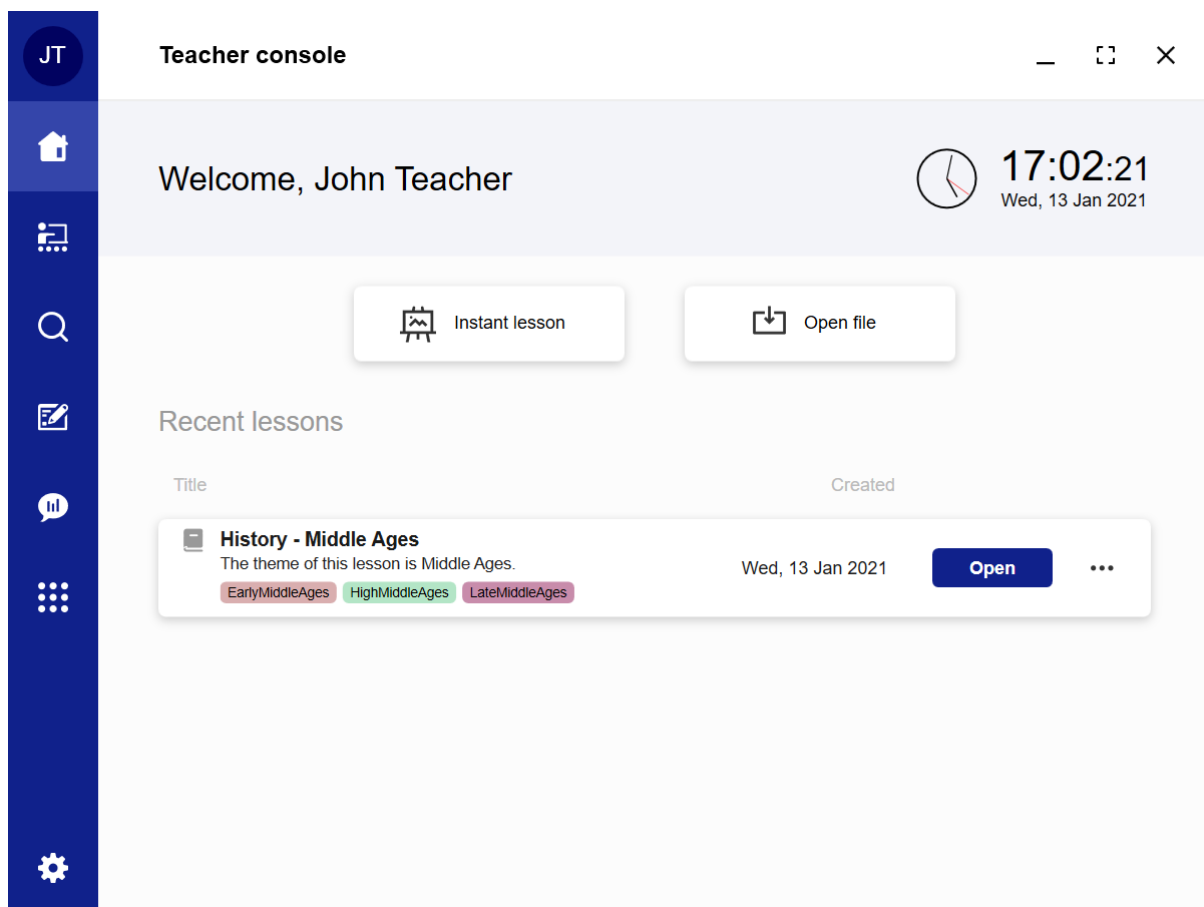 JT
Teacher console
Welcome, John Teacher
17:02:21
Wed, 13 Jan 2021
Instant lesson
Open file
Recent lessons
Title Created
History - Middle Ages
The theme of this lesson is Middle Ages.
Wed, 13 Jan 2021 Open
EarlyMiddleAges HighMiddleAges LateMiddleAges